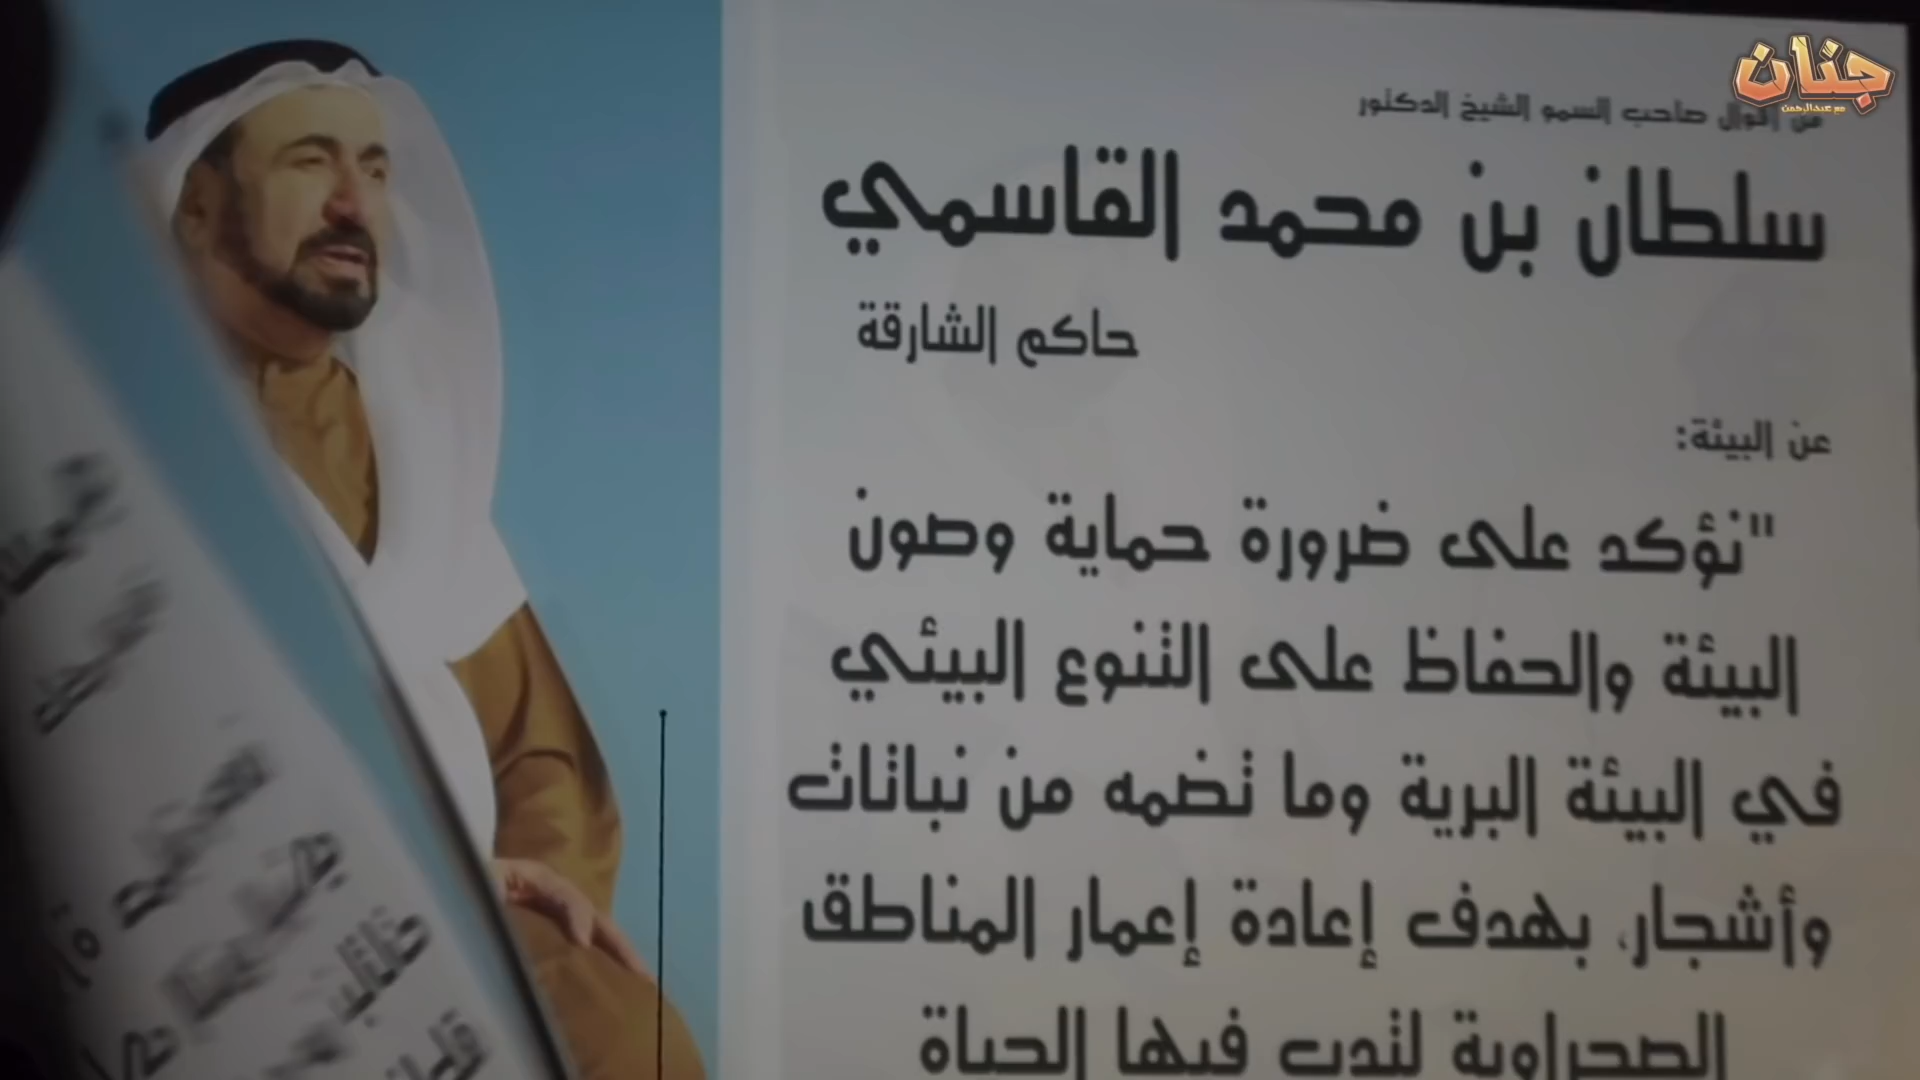 جنان
مع عبدالرحمن
من أقوال صاحب السمو الشيخ الدكتور
سلطان بن محمد القاسمي
حاكم الشارقة
عن البيئة:
"نؤكد على ضرورة حماية وصون
البيئة والحفاظ على التنوع البيئي
في البيئة البرية وما تضمه من نباتات
وأشجار، بهدف إعادة إعمار المناطق
الصحراوية لتدب فيها الحياة